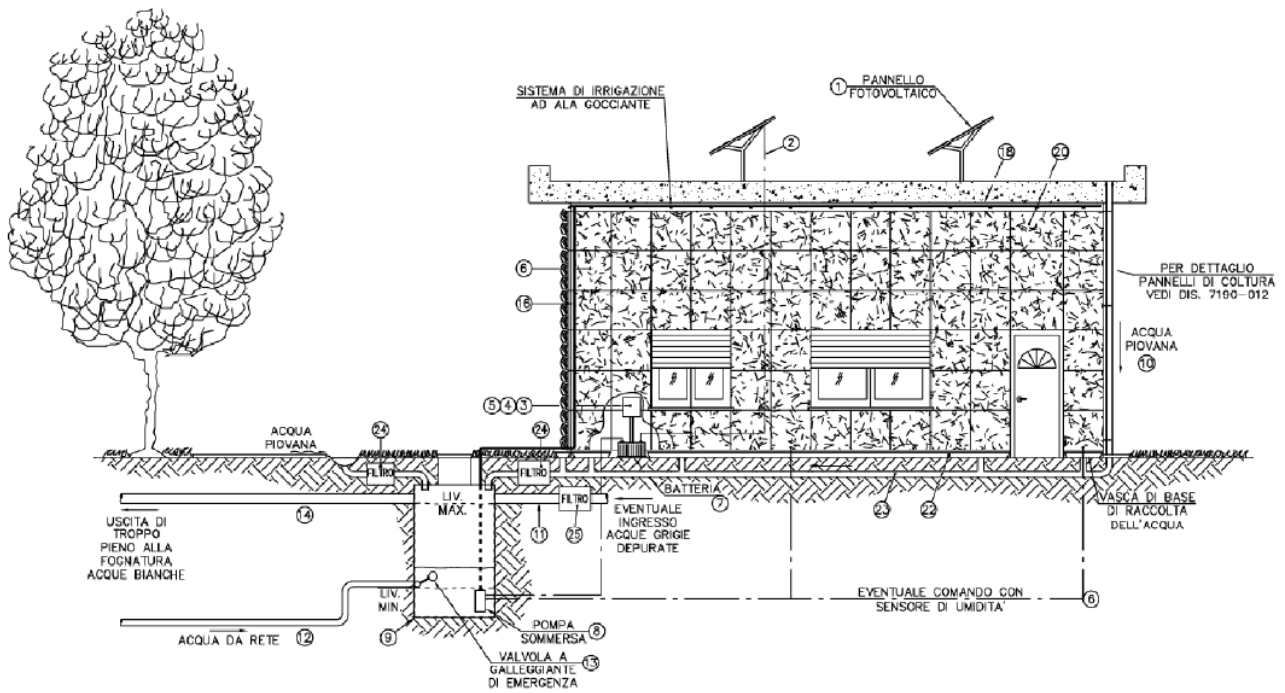 ① PANNELLO
FOTOVOLTAICO
SISTEMA DI IRRIGAZIONE
AD ALA GOCCIANTE
②
⑱
⑳
⑥
⑯
PER DETTAGLIO
PANNELLI DI COLTURA
VEDI DIS. 7190-012
ACQUA
PIOVANA
⑩
⑤④③
ACQUA
PIOVANA
㉔
㉔
FILTRO
FILTRO
LIV.
MAX.
FILTRO
BATTERIA
⑦
⑭
⑪
㉕
EVENTUALE
INGRESSO
ACQUE GRIGIE
DEPURATE
㉓
㉒
VASCA DI BASE
DI RACCOLTA
DELL'ACQUA
USCITA DI
TROPPO
PIENO ALLA
FOGNATURA
ACQUE BIANCHE
LIV.
MIN.
EVENTUALE COMANDO CON
SENSORE DI UMIDITA'
⑥
ACQUA DA RETE ⑫
⑨
POMPA
SOMMERSA ⑧
VALVOLA A
GALLEGGIANTE
DI EMERGENZA
⑬